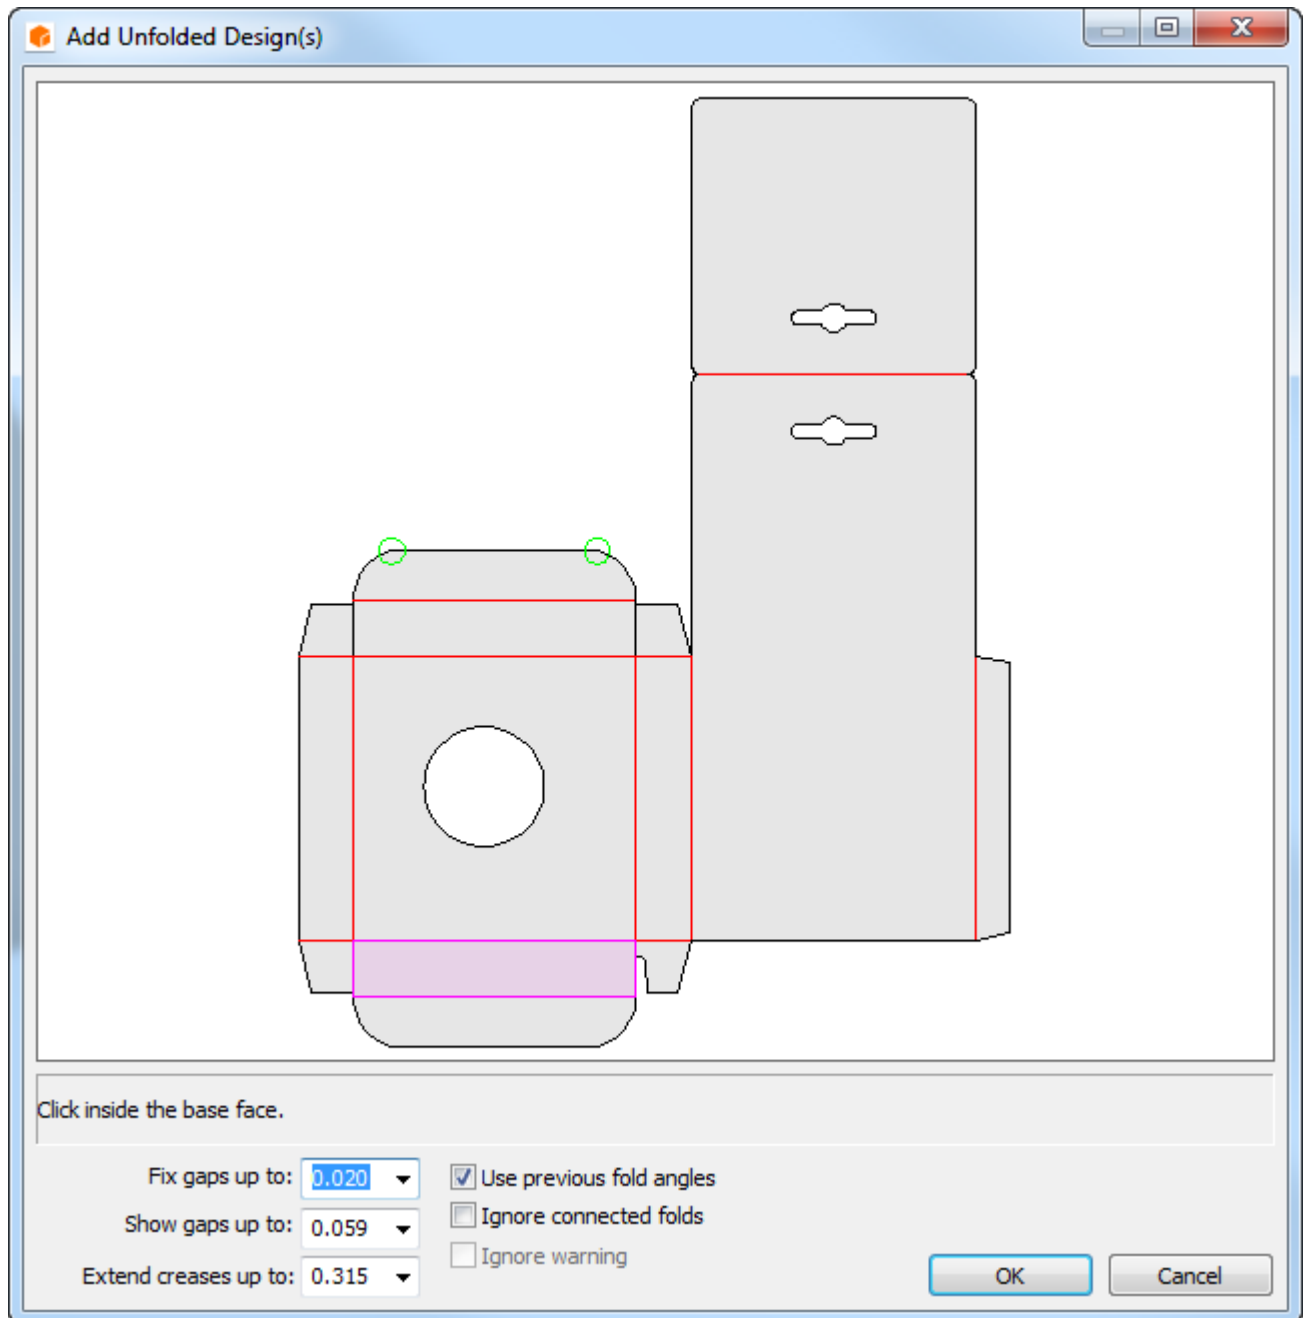 Add Unfolded Design(s)
Click inside the base face.
Fix gaps up to: 0.020
Use previous fold angles
Show gaps up to: 0.059
Ignore connected folds
Extend creases up to: 0.315
Ignore warning
OK
Cancel